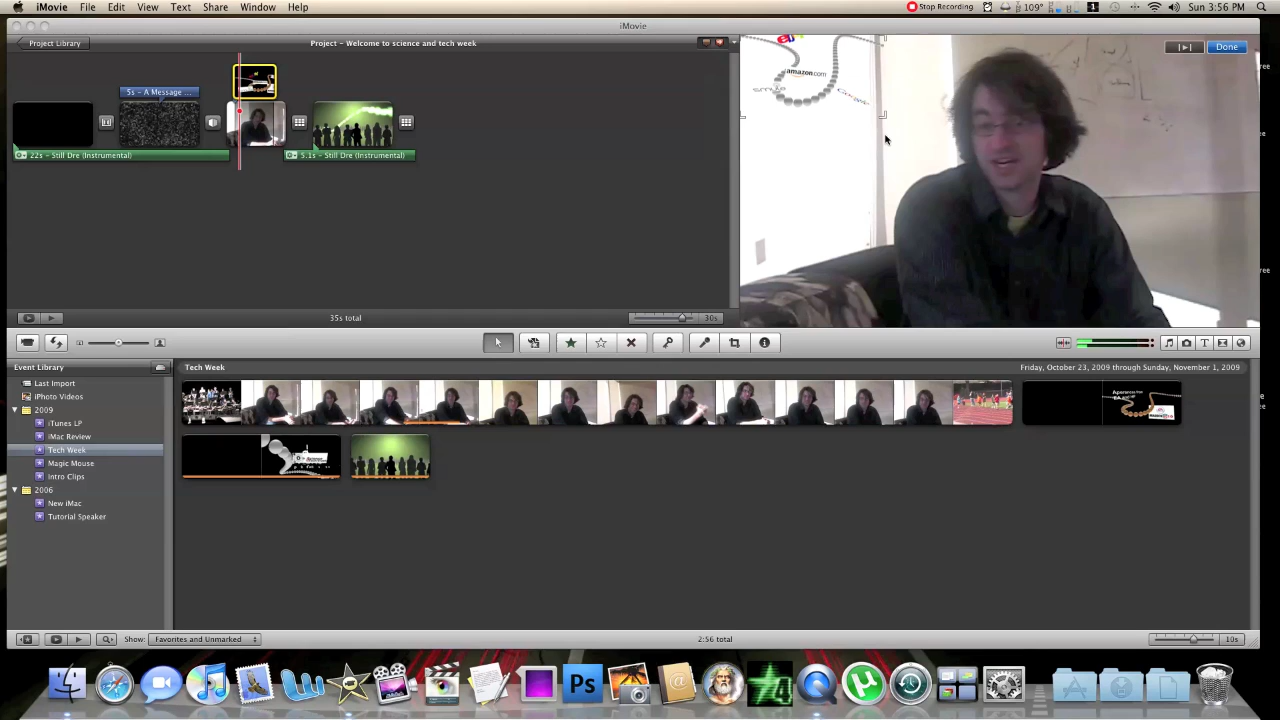 iMovie File Edit View Text Share Window Help
Stop Recording 109° 1 Sun 3:56 PM
iMovie
Project Library
Project - Welcome to science and tech week
Done
amazon.com
5s - A Message ...
22s - Still Dre (Instrumental)
5.1s - Still Dre (Instrumental)
35s total
30s
Event Library
Tech Week
Friday, October 23, 2009 through Sunday, November 1, 2009
Last Import
iPhoto Videos
2009
iTunes LP
iMac Review
Tech Week
Magic Mouse
Intro Clips
2006
New iMac
Tutorial Speaker
Show: Favorites and Unmarked
2:56 total
10s
Ps
4